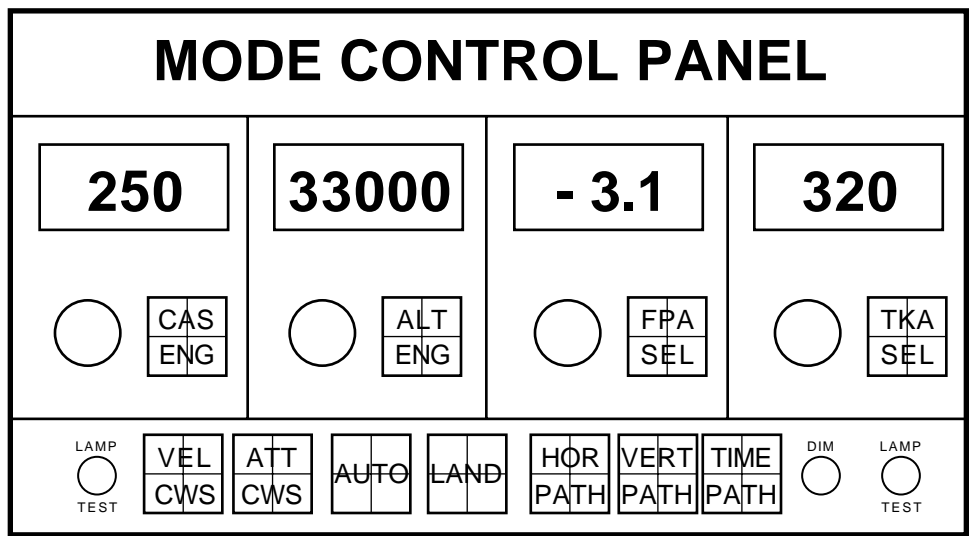 MODE CONTROL PANEL
250
33000
- 3.1
320
CAS
ENG
ALT
ENG
FPA
SEL
TKA
SEL
LAMP
TEST
VEL
CWS
ATT
CWS
AUTO
LAND
HOR
PATH
VERT
PATH
TIME
PATH
DIM
LAMP
TEST